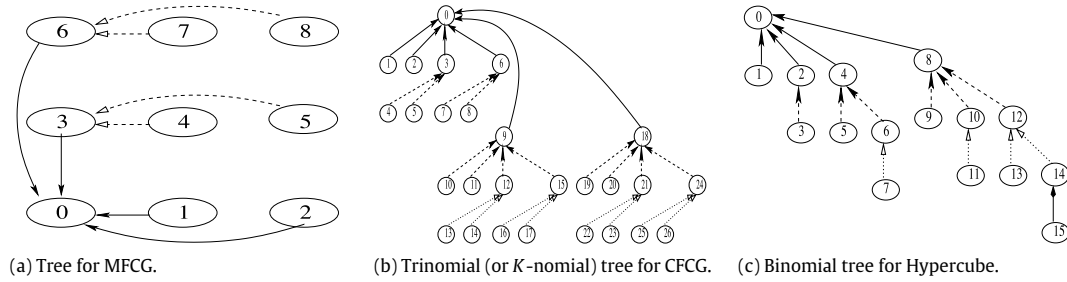 6 7 8
3 4 5
0 1 2
(a) Tree for MFCG.
0
1 2 3 6
4 5 7 8
9 18
10 11 12 15 19 20 21 24
13 14 16 17 22 23 25 26
(b) Trinomial (or K-nomial) tree for CFCG.
0
1 2 4 8
3 5 6 9 10 12
7 11 13 14
15
(c) Binomial tree for Hypercube.